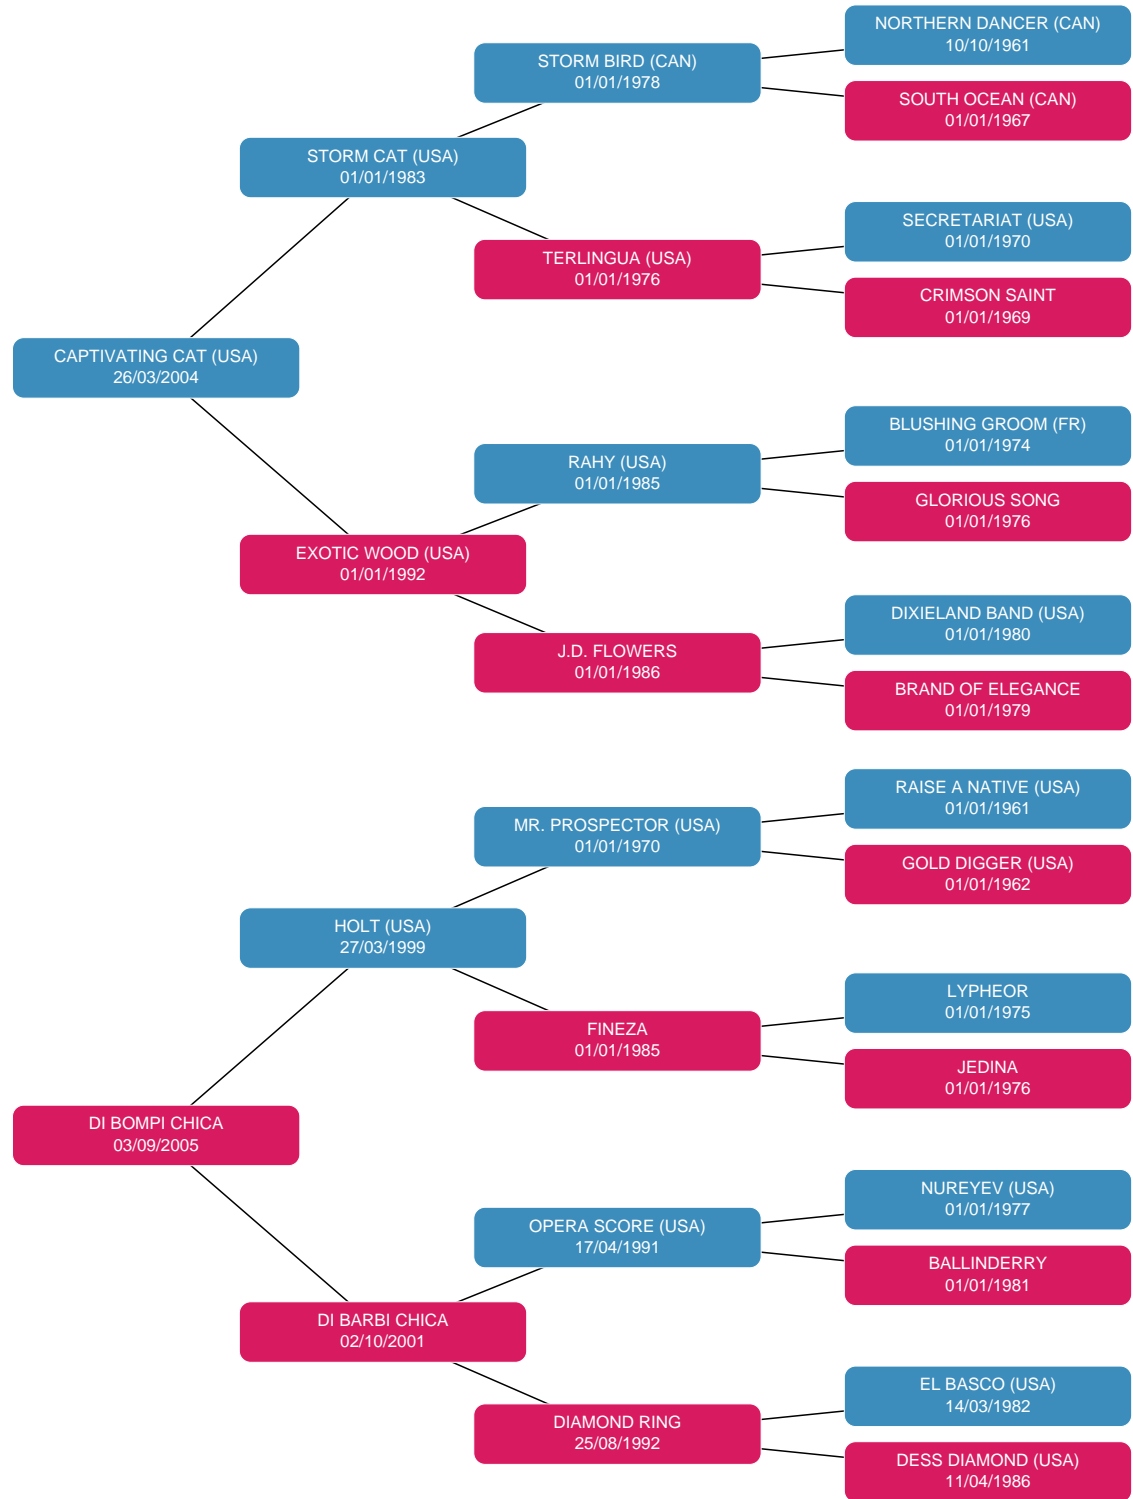 NORTHERN DANCER (CAN)
10/10/1961
STORM BIRD (CAN)
01/01/1978
SOUTH OCEAN (CAN)
01/01/1967
STORM CAT (USA)
01/01/1983
SECRETARIAT (USA)
01/01/1970
TERLINGUA (USA)
01/01/1976
CRIMSON SAINT
01/01/1969
CAPTIVATING CAT (USA)
26/03/2004
BLUSHING GROOM (FR)
01/01/1974
RAHY (USA)
01/01/1985
GLORIOUS SONG
01/01/1976
EXOTIC WOOD (USA)
01/01/1992
DIXIELAND BAND (USA)
01/01/1980
J.D. FLOWERS
01/01/1986
BRAND OF ELEGANCE
01/01/1979
RAISE A NATIVE (USA)
01/01/1961
MR. PROSPECTOR (USA)
01/01/1970
GOLD DIGGER (USA)
01/01/1962
HOLT (USA)
27/03/1999
LYPHEOR
01/01/1975
FINEZA
01/01/1985
JEDINA
01/01/1976
DI BOMPI CHICA
03/09/2005
NUREYEV (USA)
01/01/1977
OPERA SCORE (USA)
17/04/1991
BALLINDERRY
01/01/1981
DI BARBI CHICA
02/10/2001
EL BASCO (USA)
14/03/1982
DIAMOND RING
25/08/1992
DESS DIAMOND (USA)
11/04/1986